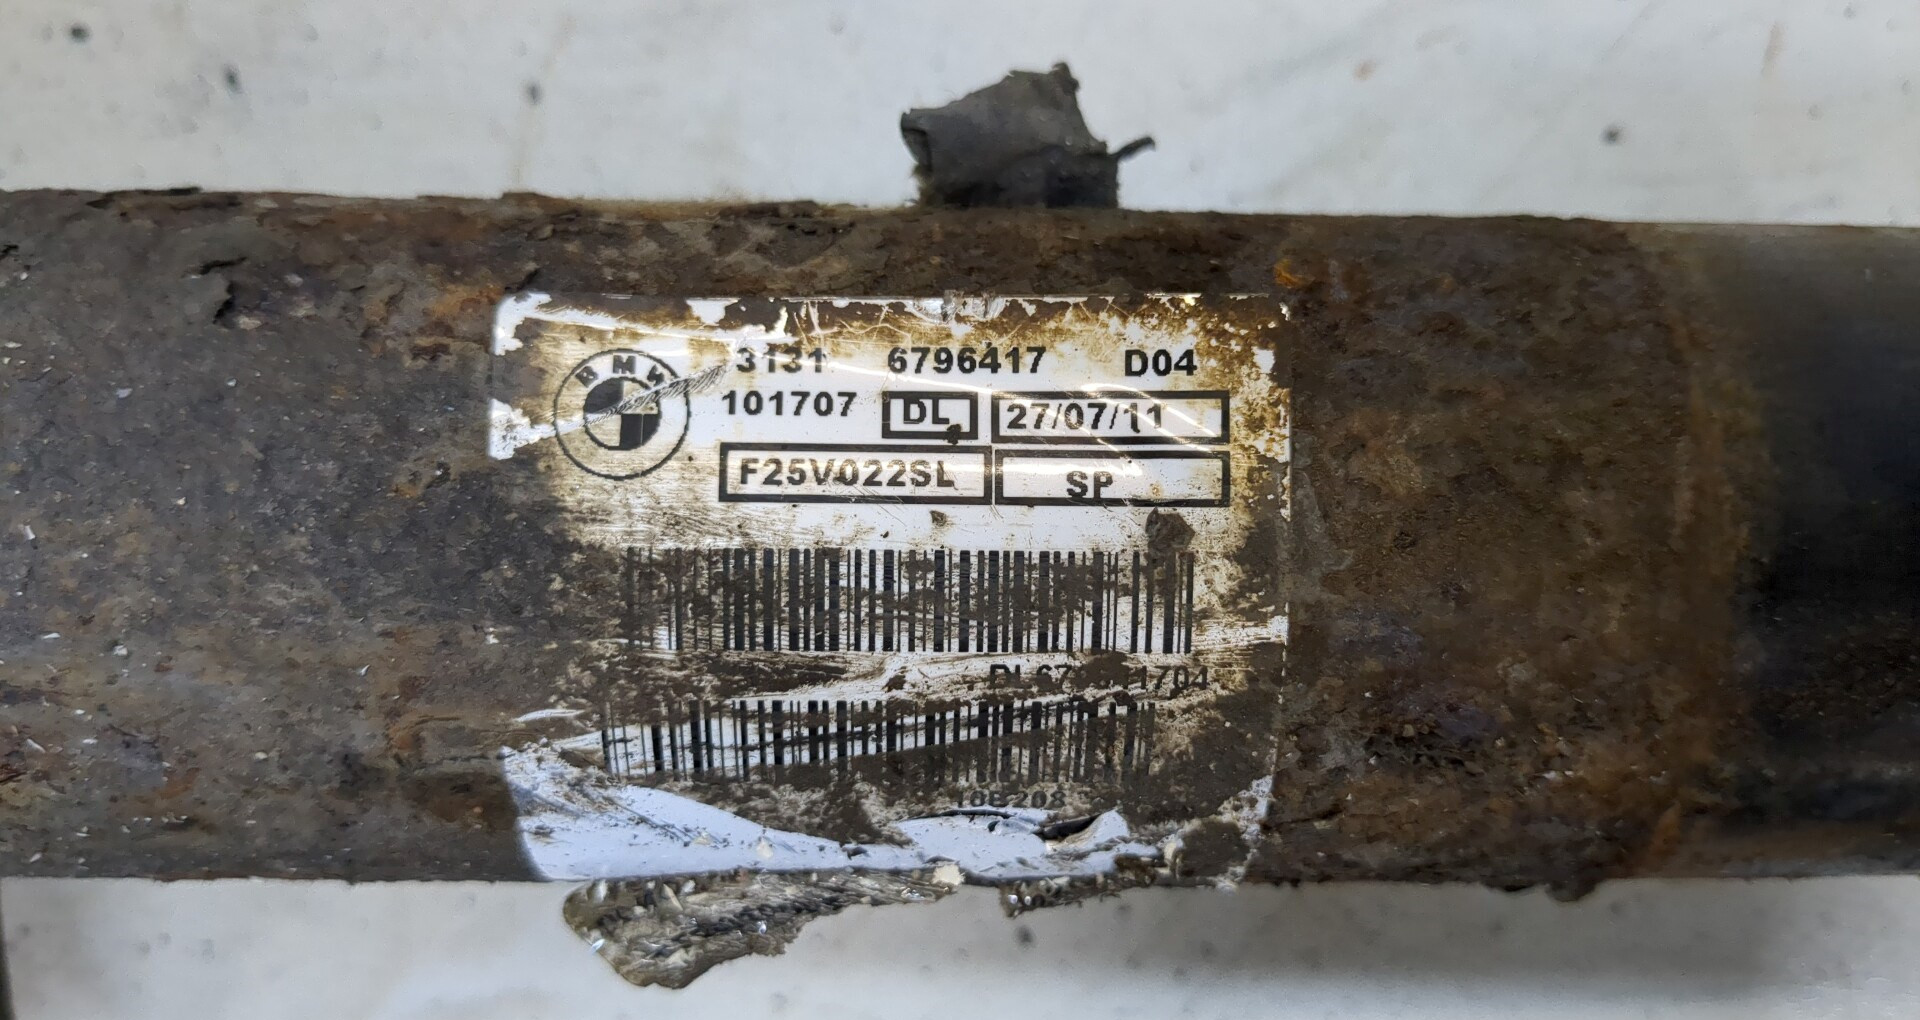 BMW
3131 6796417 D04
101707 DL 27/07/11
F25V022SL SP